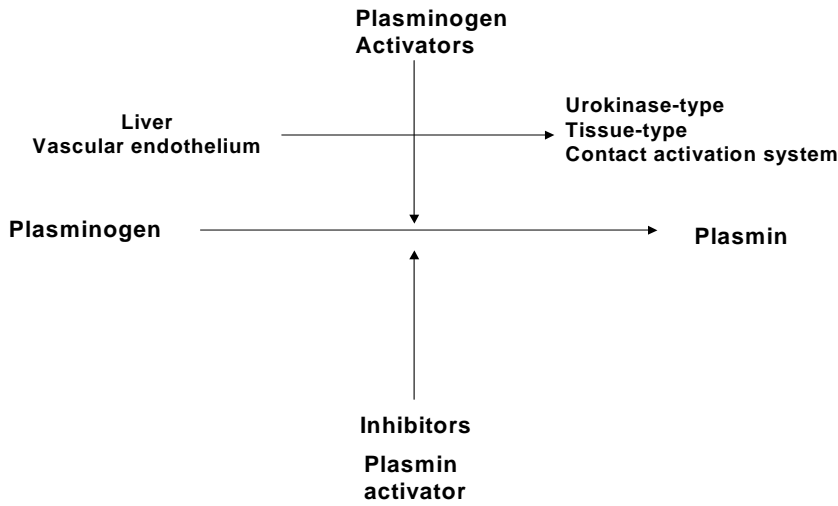 Plasminogen
Activators
Liver
Vascular endothelium
Urokinase-type
Tissue-type
Contact activation system
Plasminogen
Plasmin
Inhibitors
Plasmin
activator